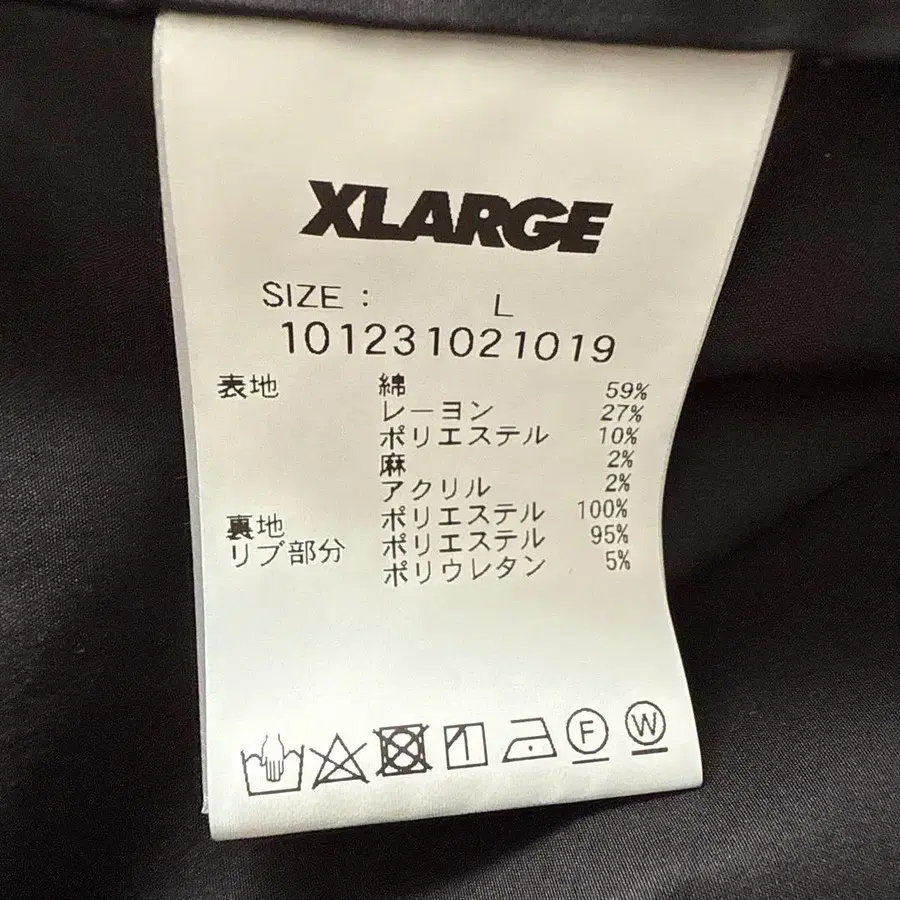 XLARGE
SIZE : L
101231021019
表地 綿 59%
レーヨン 27%
ポリエステル 10%
麻 2%
アクリル 2%
裏地 ポリエステル 100%
リブ部分 ポリエステル 95%
ポリウレタン 5%
F W